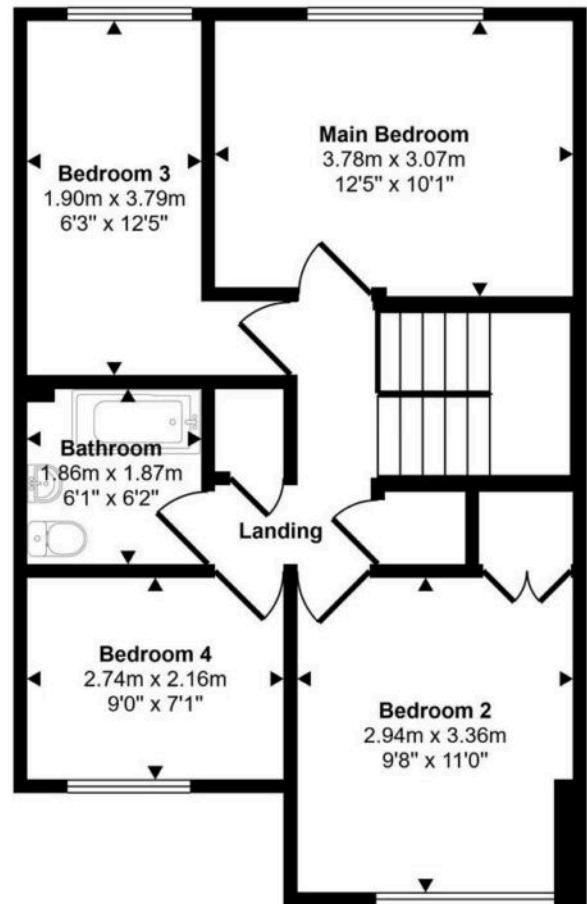 Main Bedroom
3.78m x 3.07m
12'5" x 10'1"
Bedroom 3
1.90m x 3.79m
6'3" x 12'5"
Bathroom
1.86m x 1.87m
6'1" x 6'2"
Landing
Bedroom 4
2.74m x 2.16m
9'0" x 7'1"
Bedroom 2
2.94m x 3.36m
9'8" x 11'0"